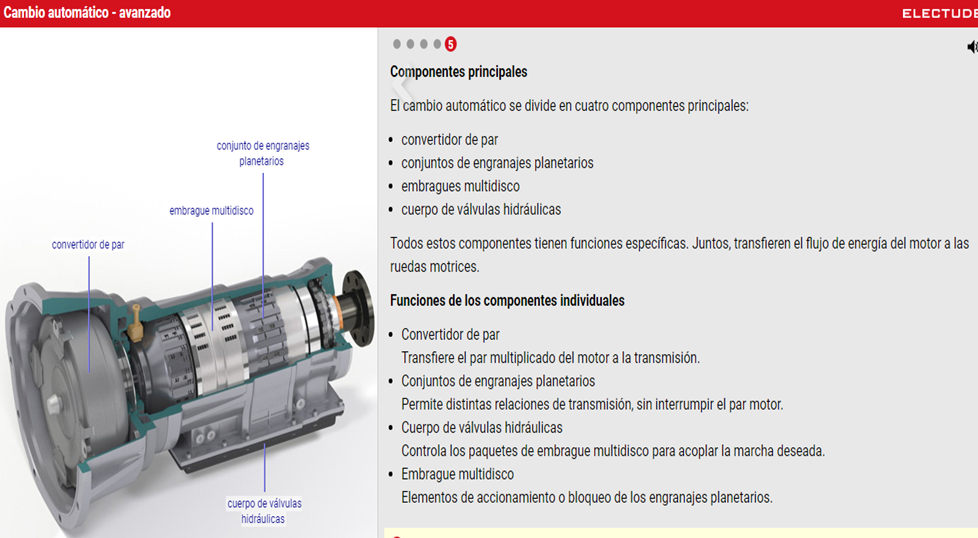 Cambio automático - avanzado
ELECTUDE
5
Componentes principales
El cambio automático se divide en cuatro componentes principales:
convertidor de par
conjuntos de engranajes planetarios
embragues multidisco
cuerpo de válvulas hidráulicas
Todos estos componentes tienen funciones específicas. Juntos, transfieren el flujo de energía del motor a las
ruedas motrices.
Funciones de los componentes individuales
Convertidor de par
Transfiere el par multiplicado del motor a la transmisión.
Conjuntos de engranajes planetarios
Permite distintas relaciones de transmisión, sin interrumpir el par motor.
Cuerpo de válvulas hidráulicas
Controla los paquetes de embrague multidisco para acoplar la marcha deseada.
Embrague multidisco
Elementos de accionamiento o bloqueo de los engranajes planetarios.
conjunto de engranajes
planetarios
embrague multidisco
convertidor de par
cuerpo de válvulas
hidráulicas